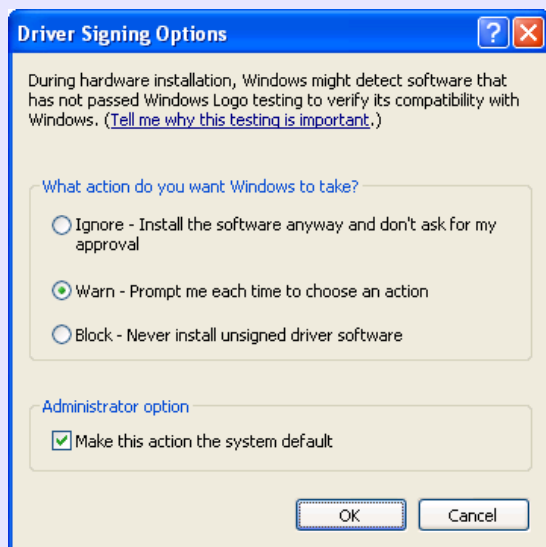 Driver Signing Options
During hardware installation, Windows might detect software that
has not passed Windows Logo testing to verify its compatibility with
Windows. (Tell me why this testing is important.)
What action do you want Windows to take?
Ignore - Install the software anyway and don't ask for my
approval
Warn - Prompt me each time to choose an action
Block - Never install unsigned driver software
Administrator option
Make this action the system default
OK Cancel